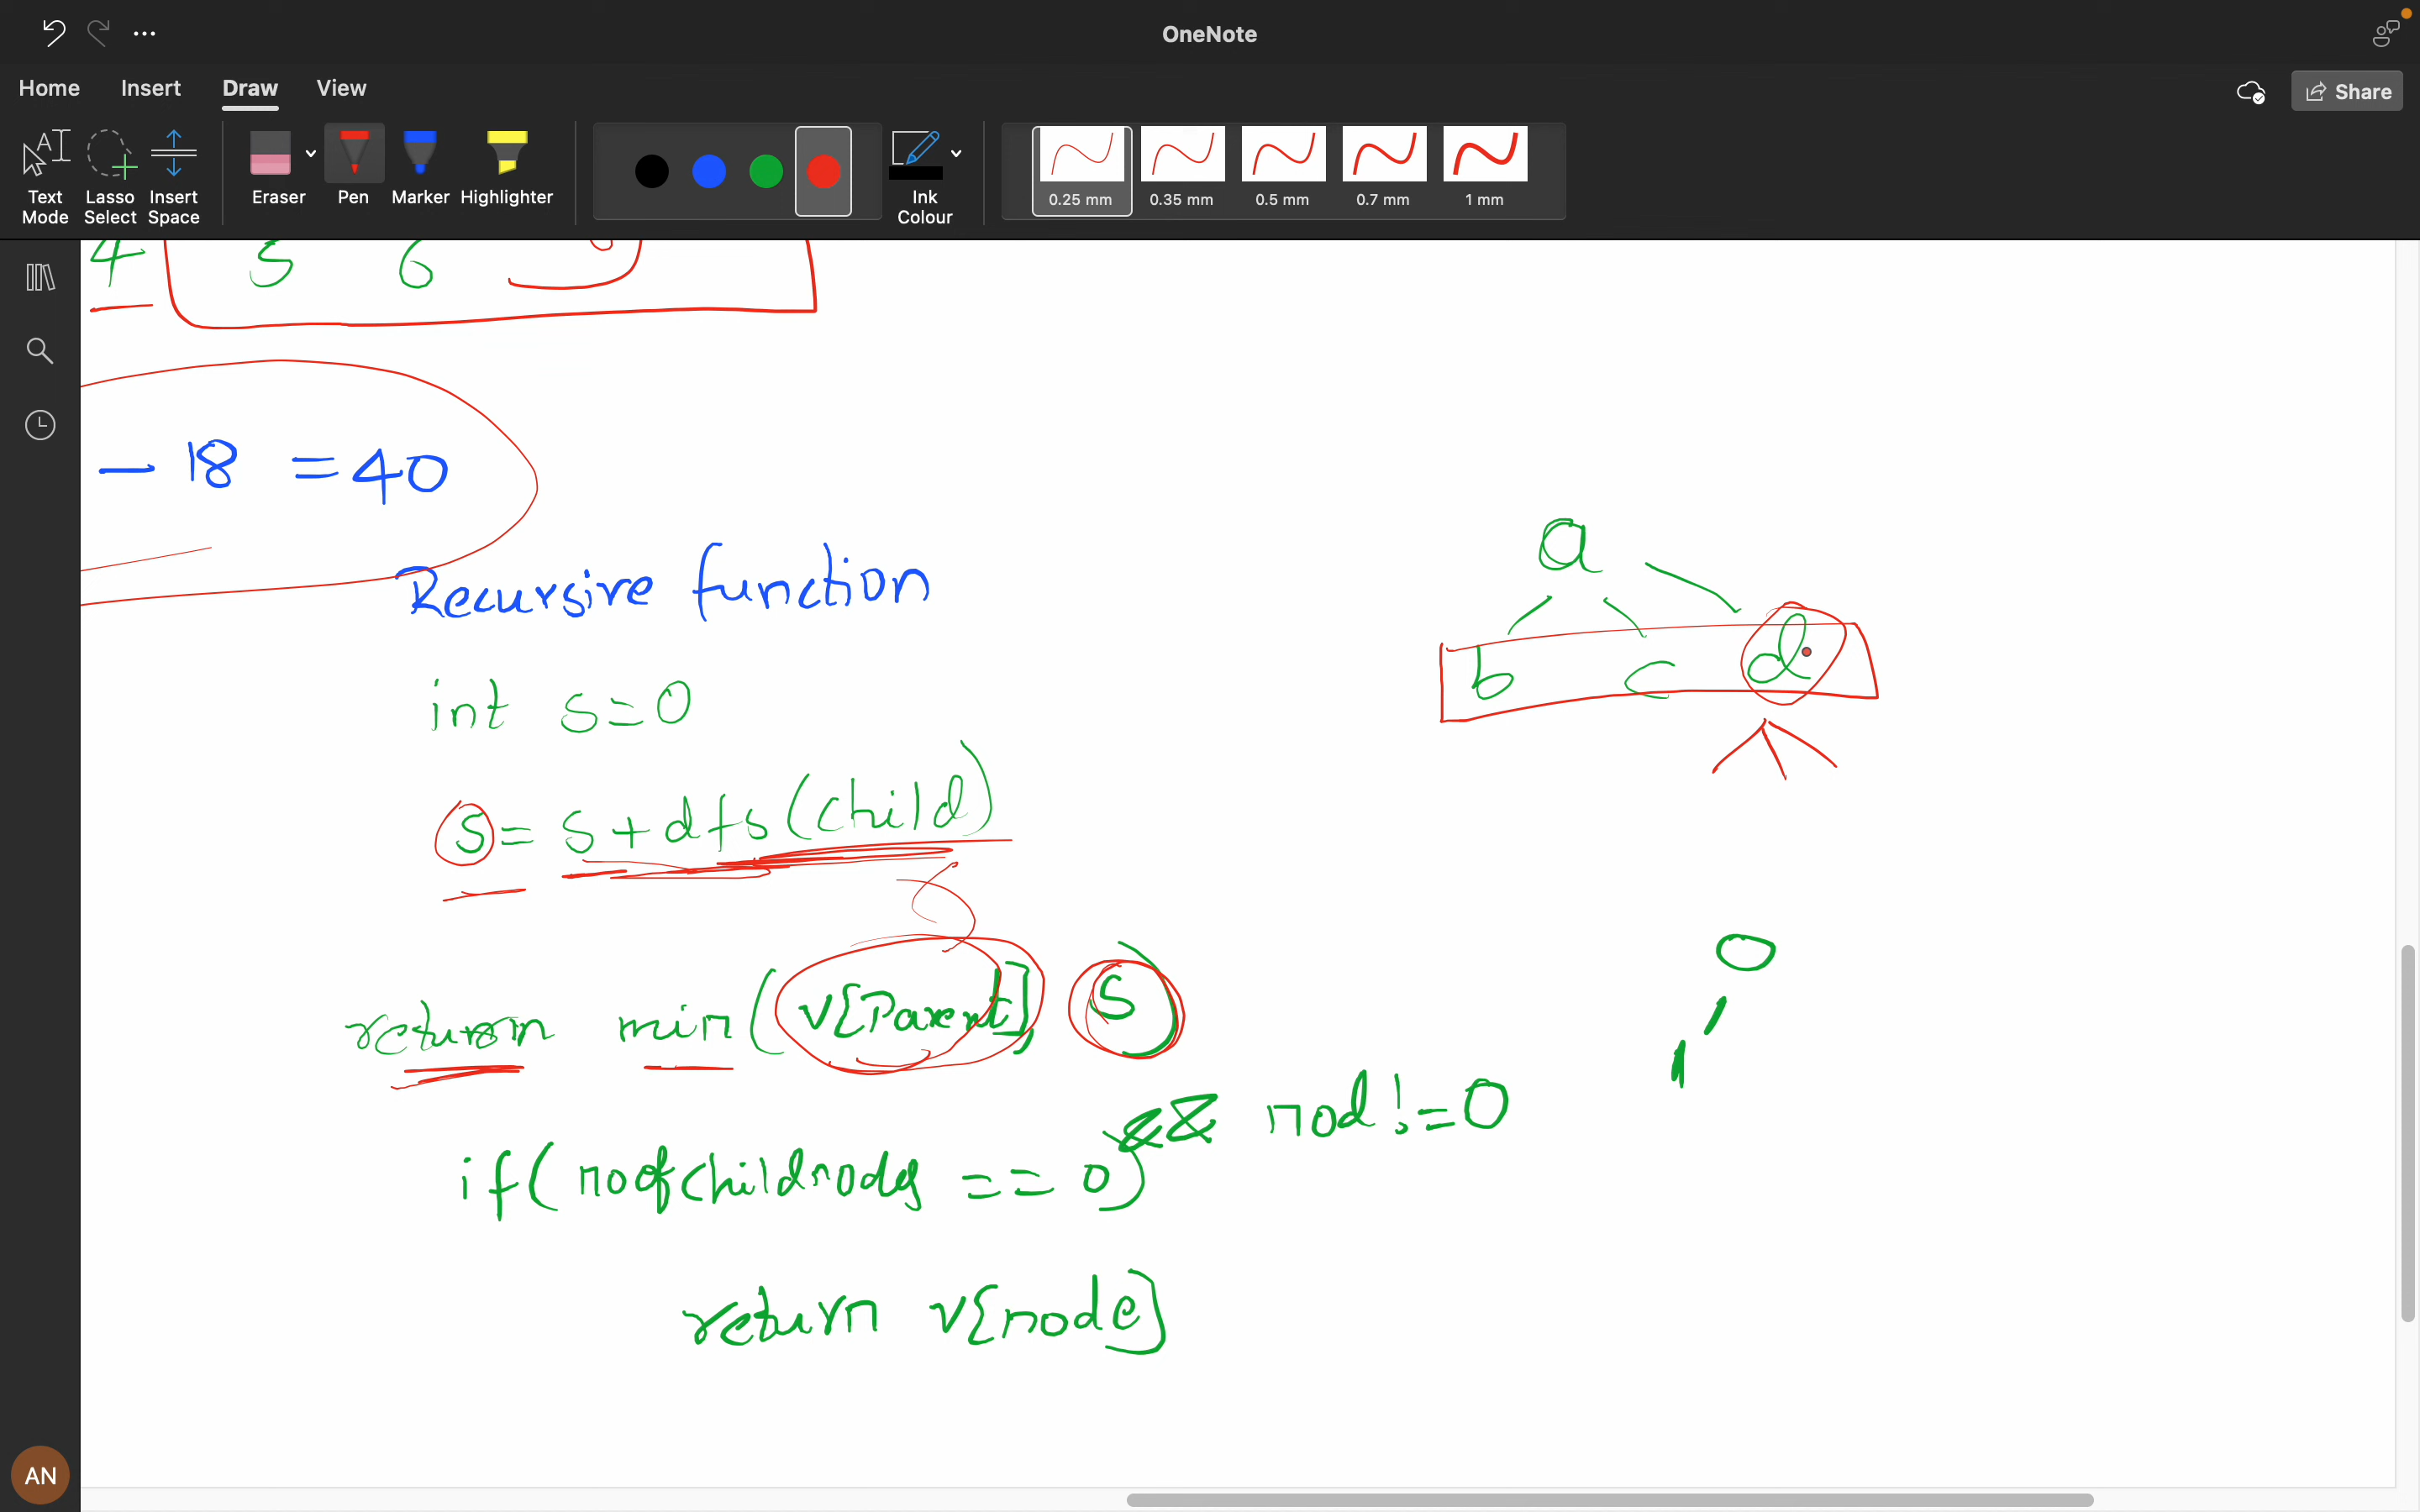 OneNote
Home Insert Draw View
Share
Text Mode
Lasso Select
Insert Space
Eraser
Pen
Marker
Highlighter
Ink Colour
0.25 mm
0.35 mm
0.5 mm
0.7 mm
1 mm
4 5 6
- 18 = 40
Recursive function
int s=0
s= s+dfs(child)
return min(v[Parent], s)
if(noofchildnodes == 0) && nod!=0
return v[node]
a
b c d
0
1
AN